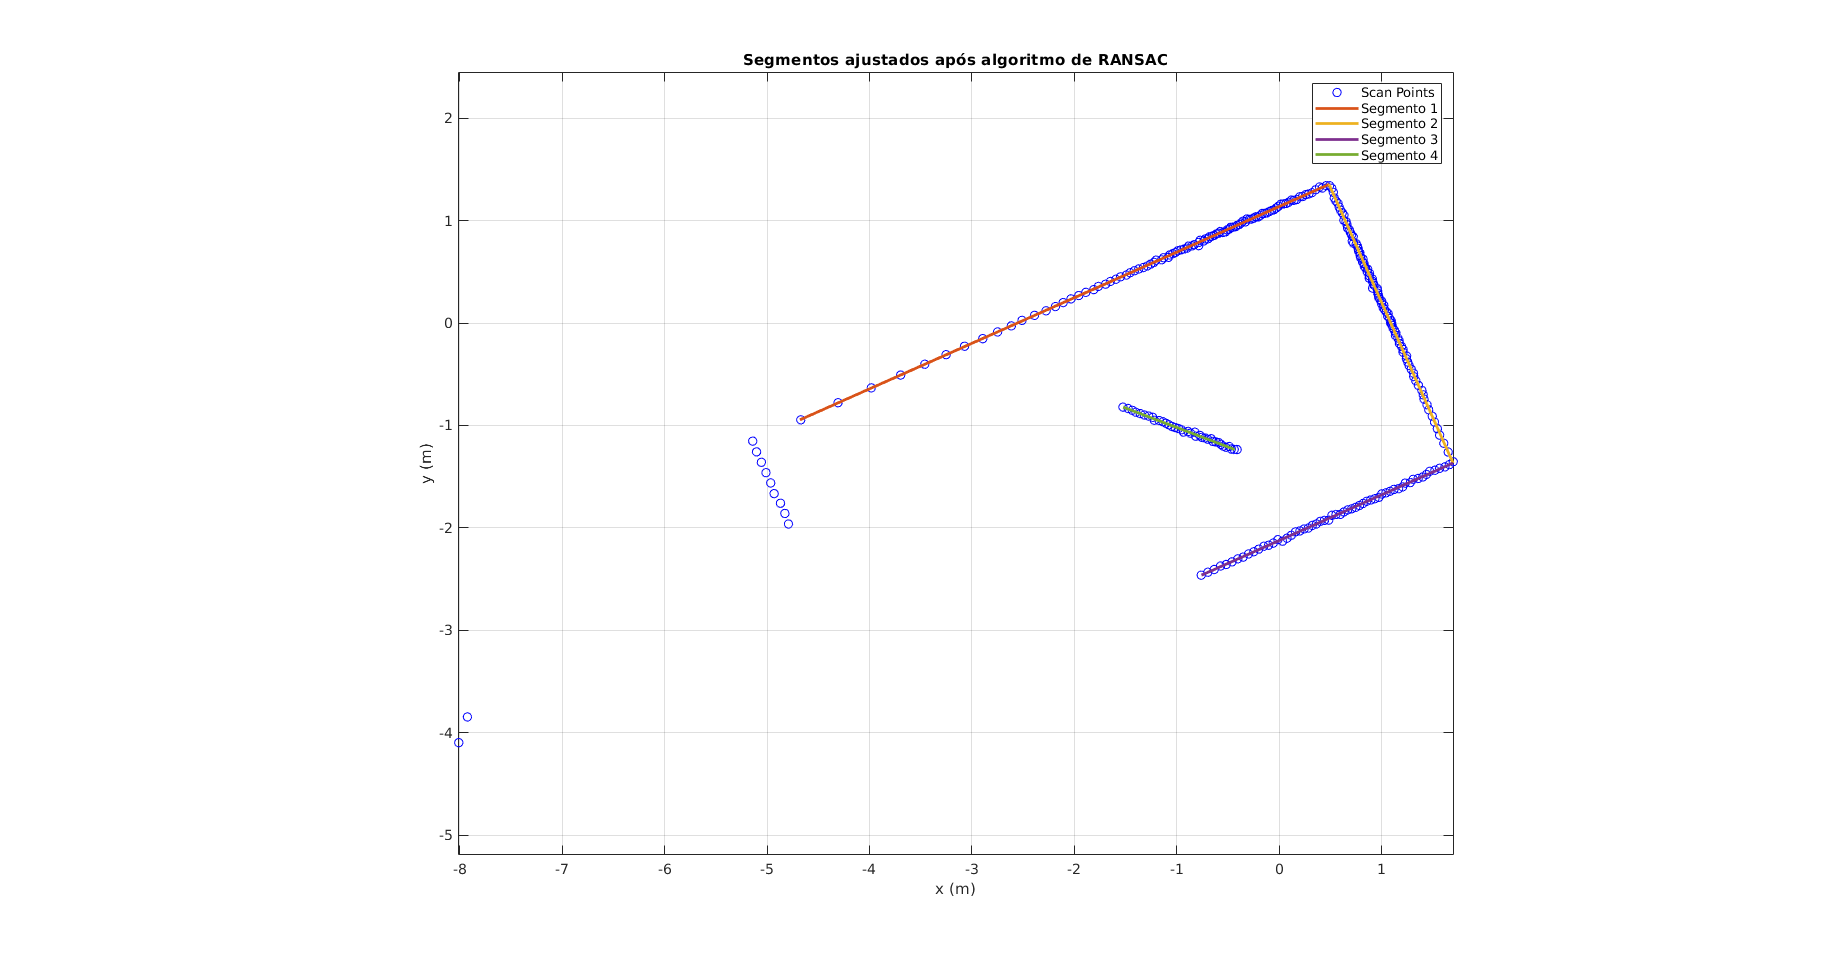 Segmentos ajustados após algoritmo de RANSAC
Scan Points
Segmento 1
Segmento 2
Segmento 3
Segmento 4
2
1
0
-1
-2
-3
-4
-5
y (m)
-8 -7 -6 -5 -4 -3 -2 -1 0 1
x (m)